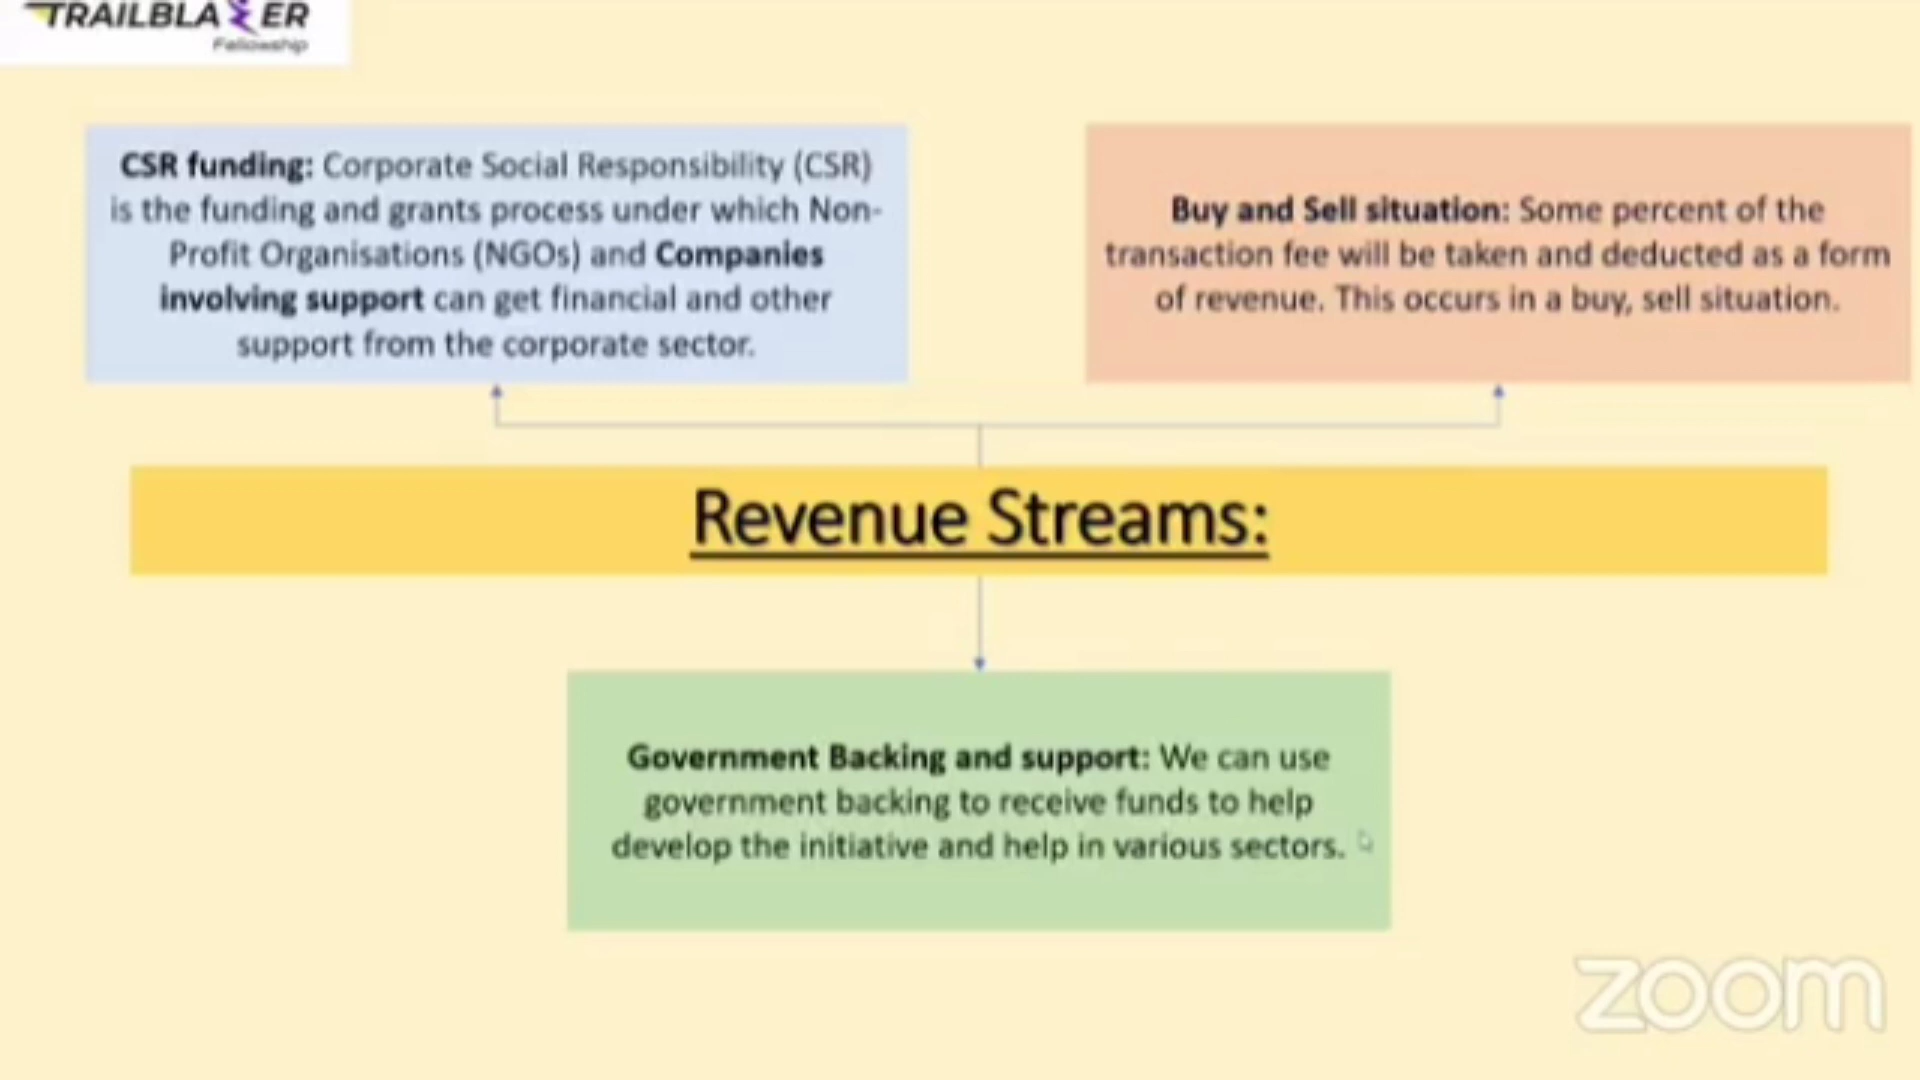 TRAILBLAZER
Fellowship
CSR funding: Corporate Social Responsibility (CSR)
is the funding and grants process under which Non-
Profit Organisations (NGOs) and Companies
involving support can get financial and other
support from the corporate sector.
Buy and Sell situation: Some percent of the
transaction fee will be taken and deducted as a form
of revenue. This occurs in a buy, sell situation.
Revenue Streams:
Government Backing and support: We can use
government backing to receive funds to help
develop the initiative and help in various sectors.
zoom